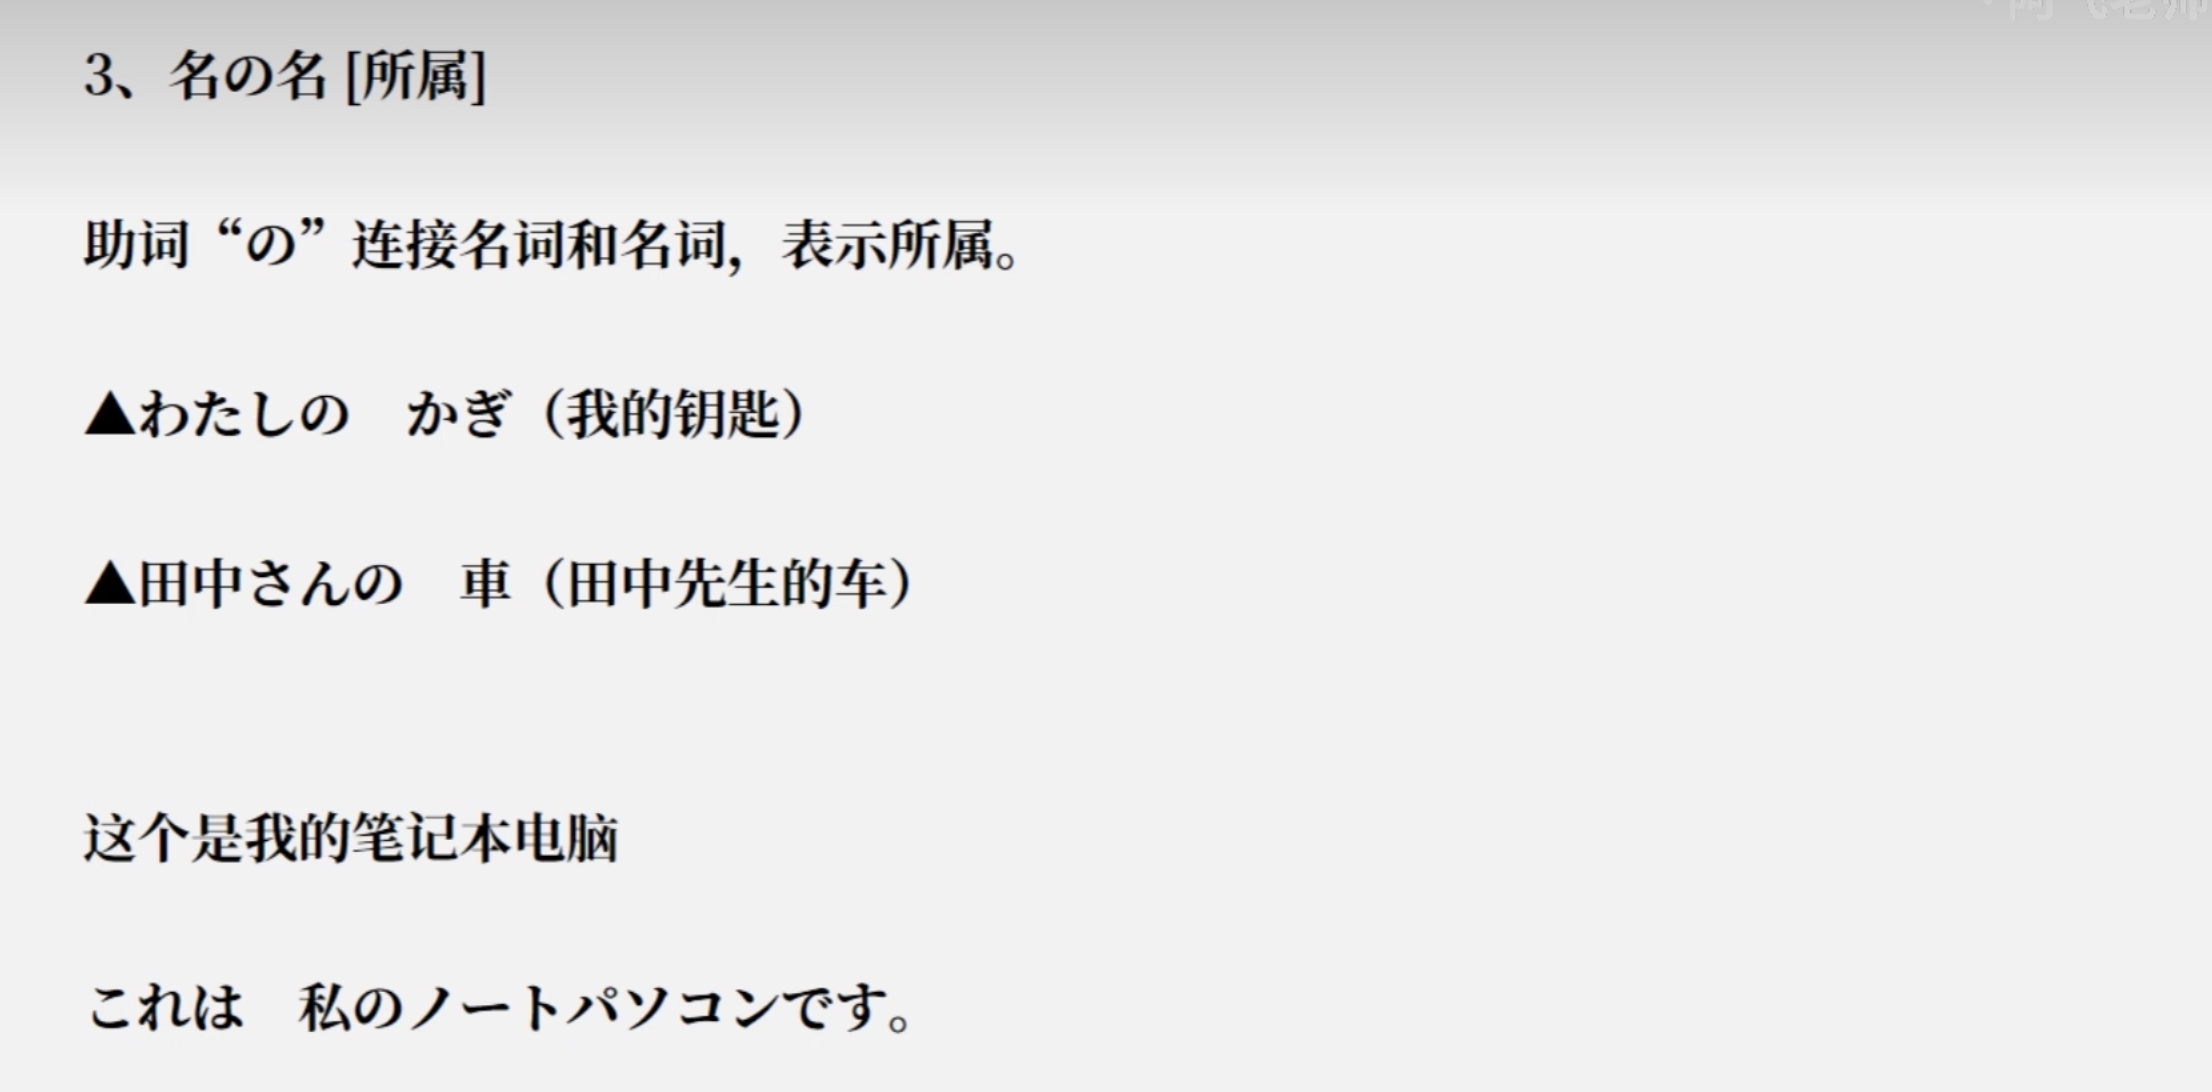 3、名の名 [所属]
助词“の”连接名词和名词，表示所属。
▲わたしの　かぎ（我的钥匙）
▲田中さんの　車（田中先生的车）
这个是我的笔记本电脑
これは　私のノートパソコンです。